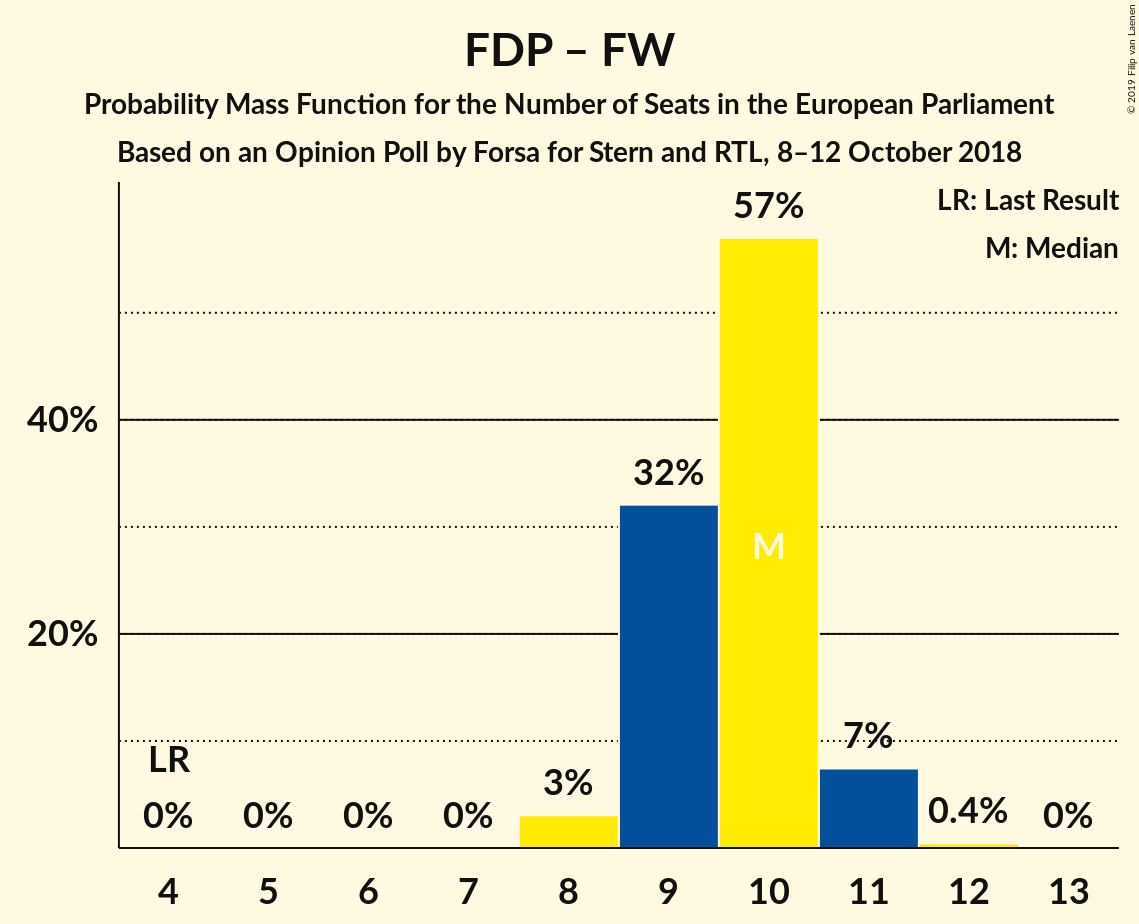 FDP – FW
Probability Mass Function for the Number of Seats in the European Parliament
Based on an Opinion Poll by Forsa for Stern and RTL, 8–12 October 2018
© 2019 Filip van Laenen
LR: Last Result
M: Median
57%
40%
32%
M
20%
7%
LR
3%
0% 0% 0% 0% 0.4% 0%
4 5 6 7 8 9 10 11 12 13